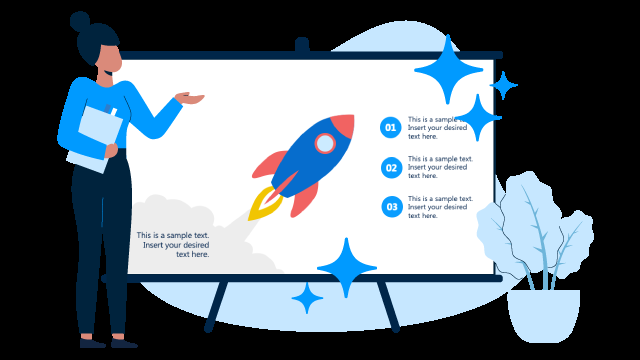 01
This is a sample text.
Insert your desired
text here.
02
This is a sample text.
Insert your desired
text here.
03
This is a sample text.
Insert your desired
text here.
This is a sample text.
Insert your desired
text here.